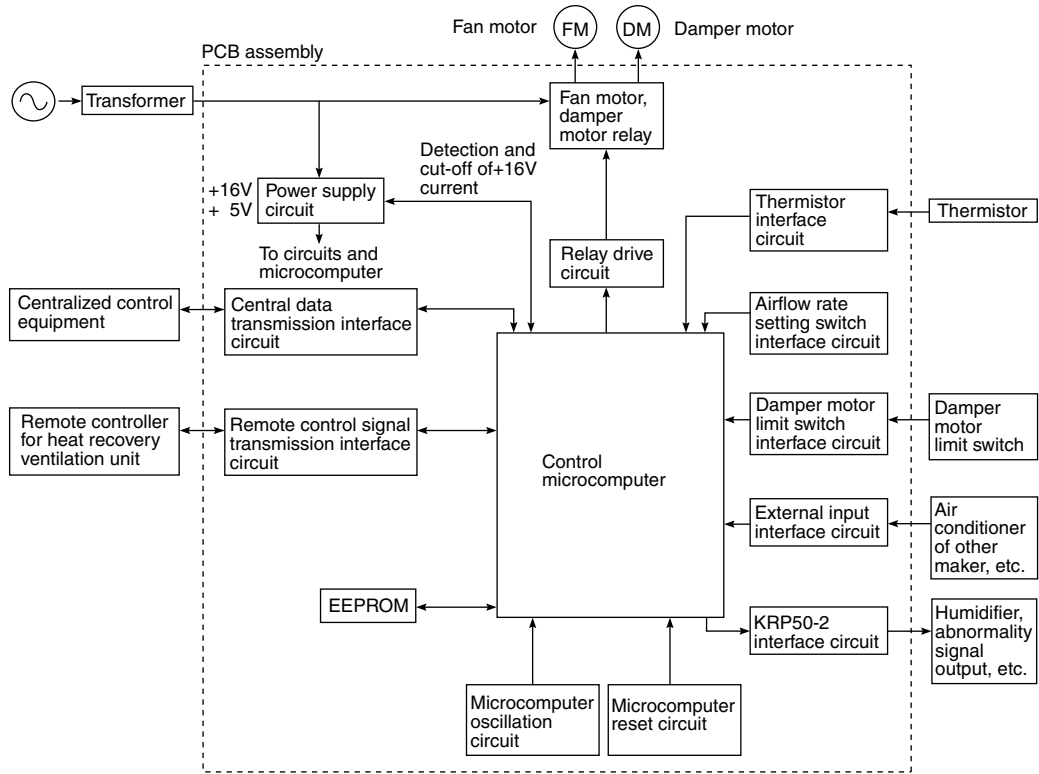 Fan motor
FM
DM
Damper motor
PCB assembly
Transformer
Fan motor,
damper
motor relay
Detection and
cut-off of+16V
current
+16V
+ 5V
Power supply
circuit
To circuits and
microcomputer
Relay drive
circuit
Thermistor
interface
circuit
Thermistor
Centralized control
equipment
Central data
transmission interface
circuit
Airflow rate
setting switch
interface circuit
Remote controller
for heat recovery
ventilation unit
Remote control signal
transmission interface
circuit
Control
microcomputer
Damper motor
limit switch
interface circuit
Damper
motor
limit switch
External input
interface circuit
Air
conditioner
of other
maker, etc.
EEPROM
KRP50-2
interface circuit
Humidifier,
abnormality
signal
output, etc.
Microcomputer
oscillation
circuit
Microcomputer
reset circuit